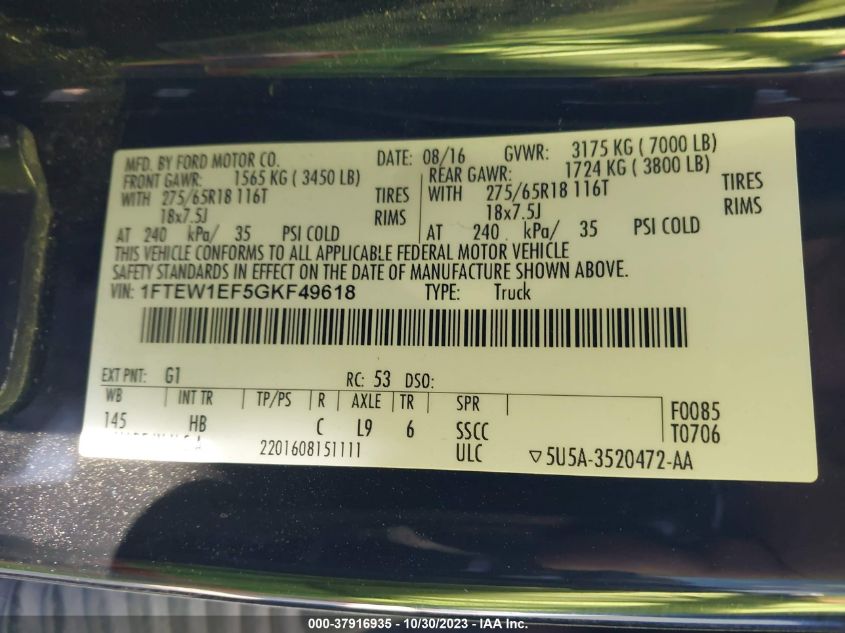 MFD. BY FORD MOTOR CO. DATE: 08/16 GVWR: 3175 KG ( 7000 LB)
FRONT GAWR: 1565 KG ( 3450 LB) REAR GAWR: 1724 KG ( 3800 LB)
WITH 275/65R18 116T TIRES WITH 275/65R18 116T TIRES
18x7.5J RIMS 18x7.5J RIMS
AT 240 kPa/ 35 PSI COLD AT 240 kPa/ 35 PSI COLD
THIS VEHICLE CONFORMS TO ALL APPLICABLE FEDERAL MOTOR VEHICLE
SAFETY STANDARDS IN EFFECT ON THE DATE OF MANUFACTURE SHOWN ABOVE.
VIN: 1FTEW1EF5GKF49618 TYPE: Truck
EXT PNT: G1 RC: 53 DSO:
WB INT TR TP/PS R AXLE TR SPR F0085
145 HB C L9 6 SSCC T0706
2201608151111 ULC ▽5U5A-3520472-AA
000-37916935 - 10/30/2023 - IAA Inc.